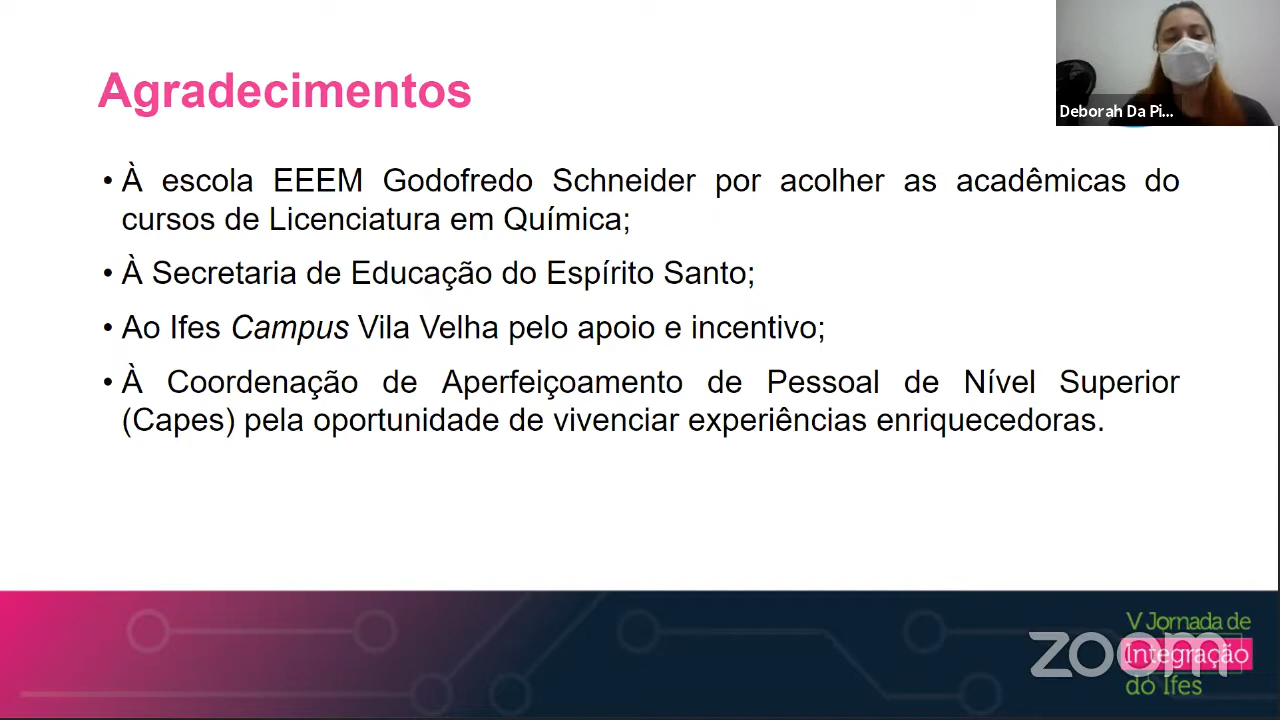 Agradecimentos
Deborah Da Pi...
• À escola EEEM Godofredo Schneider por acolher as acadêmicas do
cursos de Licenciatura em Química;
• À Secretaria de Educação do Espírito Santo;
• Ao Ifes Campus Vila Velha pelo apoio e incentivo;
• À Coordenação de Aperfeiçoamento de Pessoal de Nível Superior
(Capes) pela oportunidade de vivenciar experiências enriquecedoras.
V Jornada de
Integração
do Ifes
zoom